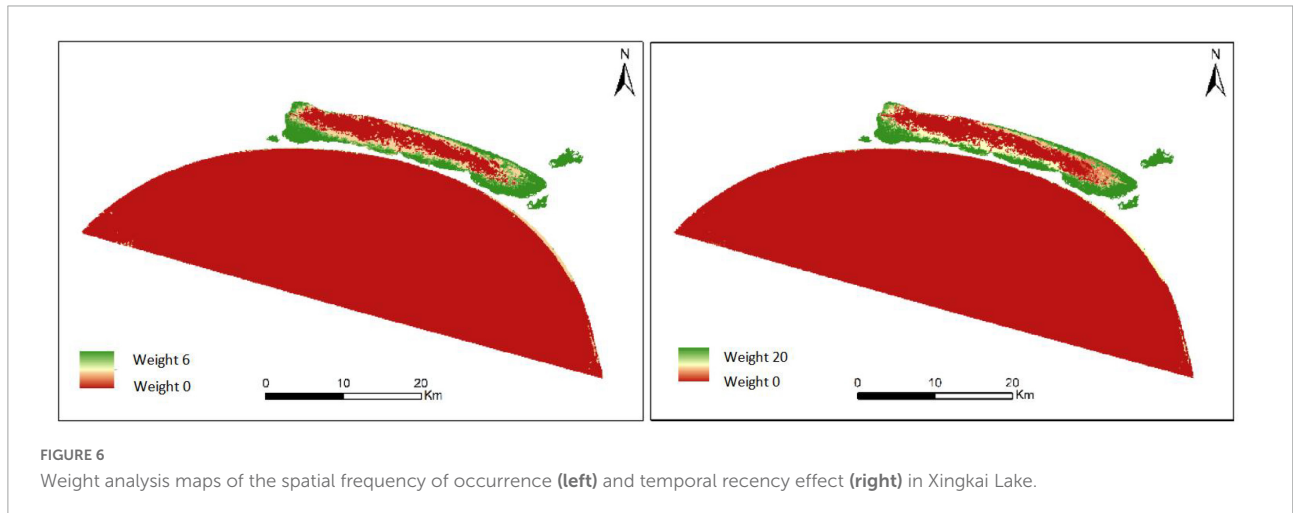 N
N
Weight 6
Weight 0
0 10 20
Km
Weight 20
Weight 0
0 10 20
Km
FIGURE 6
Weight analysis maps of the spatial frequency of occurrence (left) and temporal recency effect (right) in Xingkai Lake.